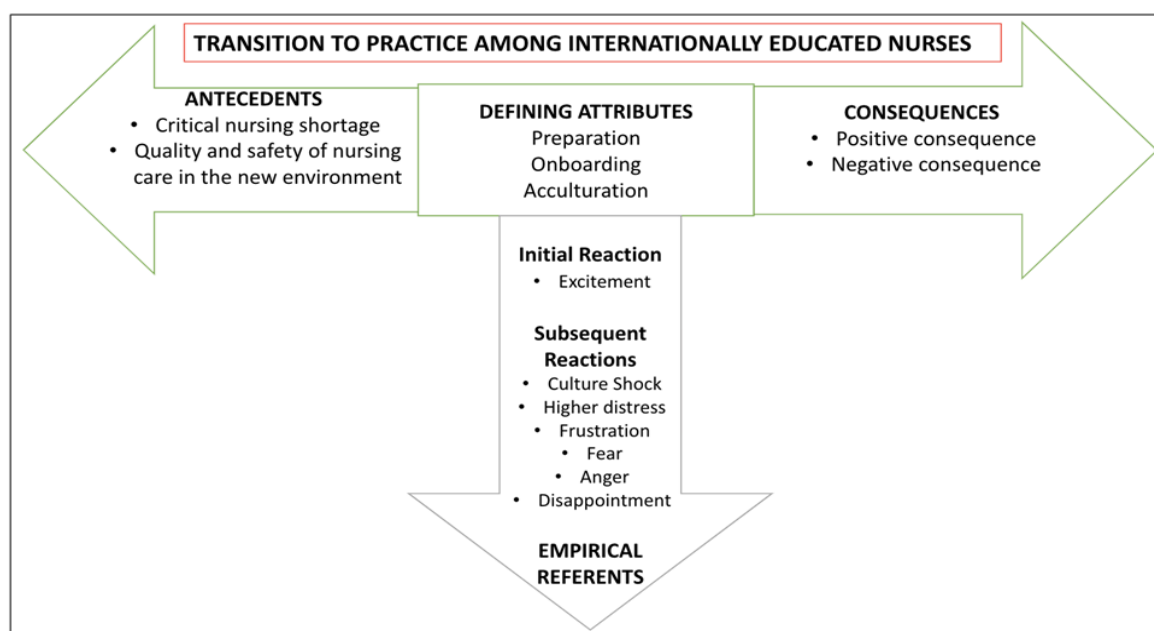 TRANSITION TO PRACTICE AMONG INTERNATIONALLY EDUCATED NURSES
ANTECEDENTS
• Critical nursing shortage
• Quality and safety of nursing
care in the new environment
DEFINING ATTRIBUTES
Preparation
Onboarding
Acculturation
CONSEQUENCES
• Positive consequence
• Negative consequence
Initial Reaction
• Excitement
Subsequent
Reactions
• Culture Shock
• Higher distress
• Frustration
• Fear
• Anger
• Disappointment
EMPIRICAL
REFERENTS